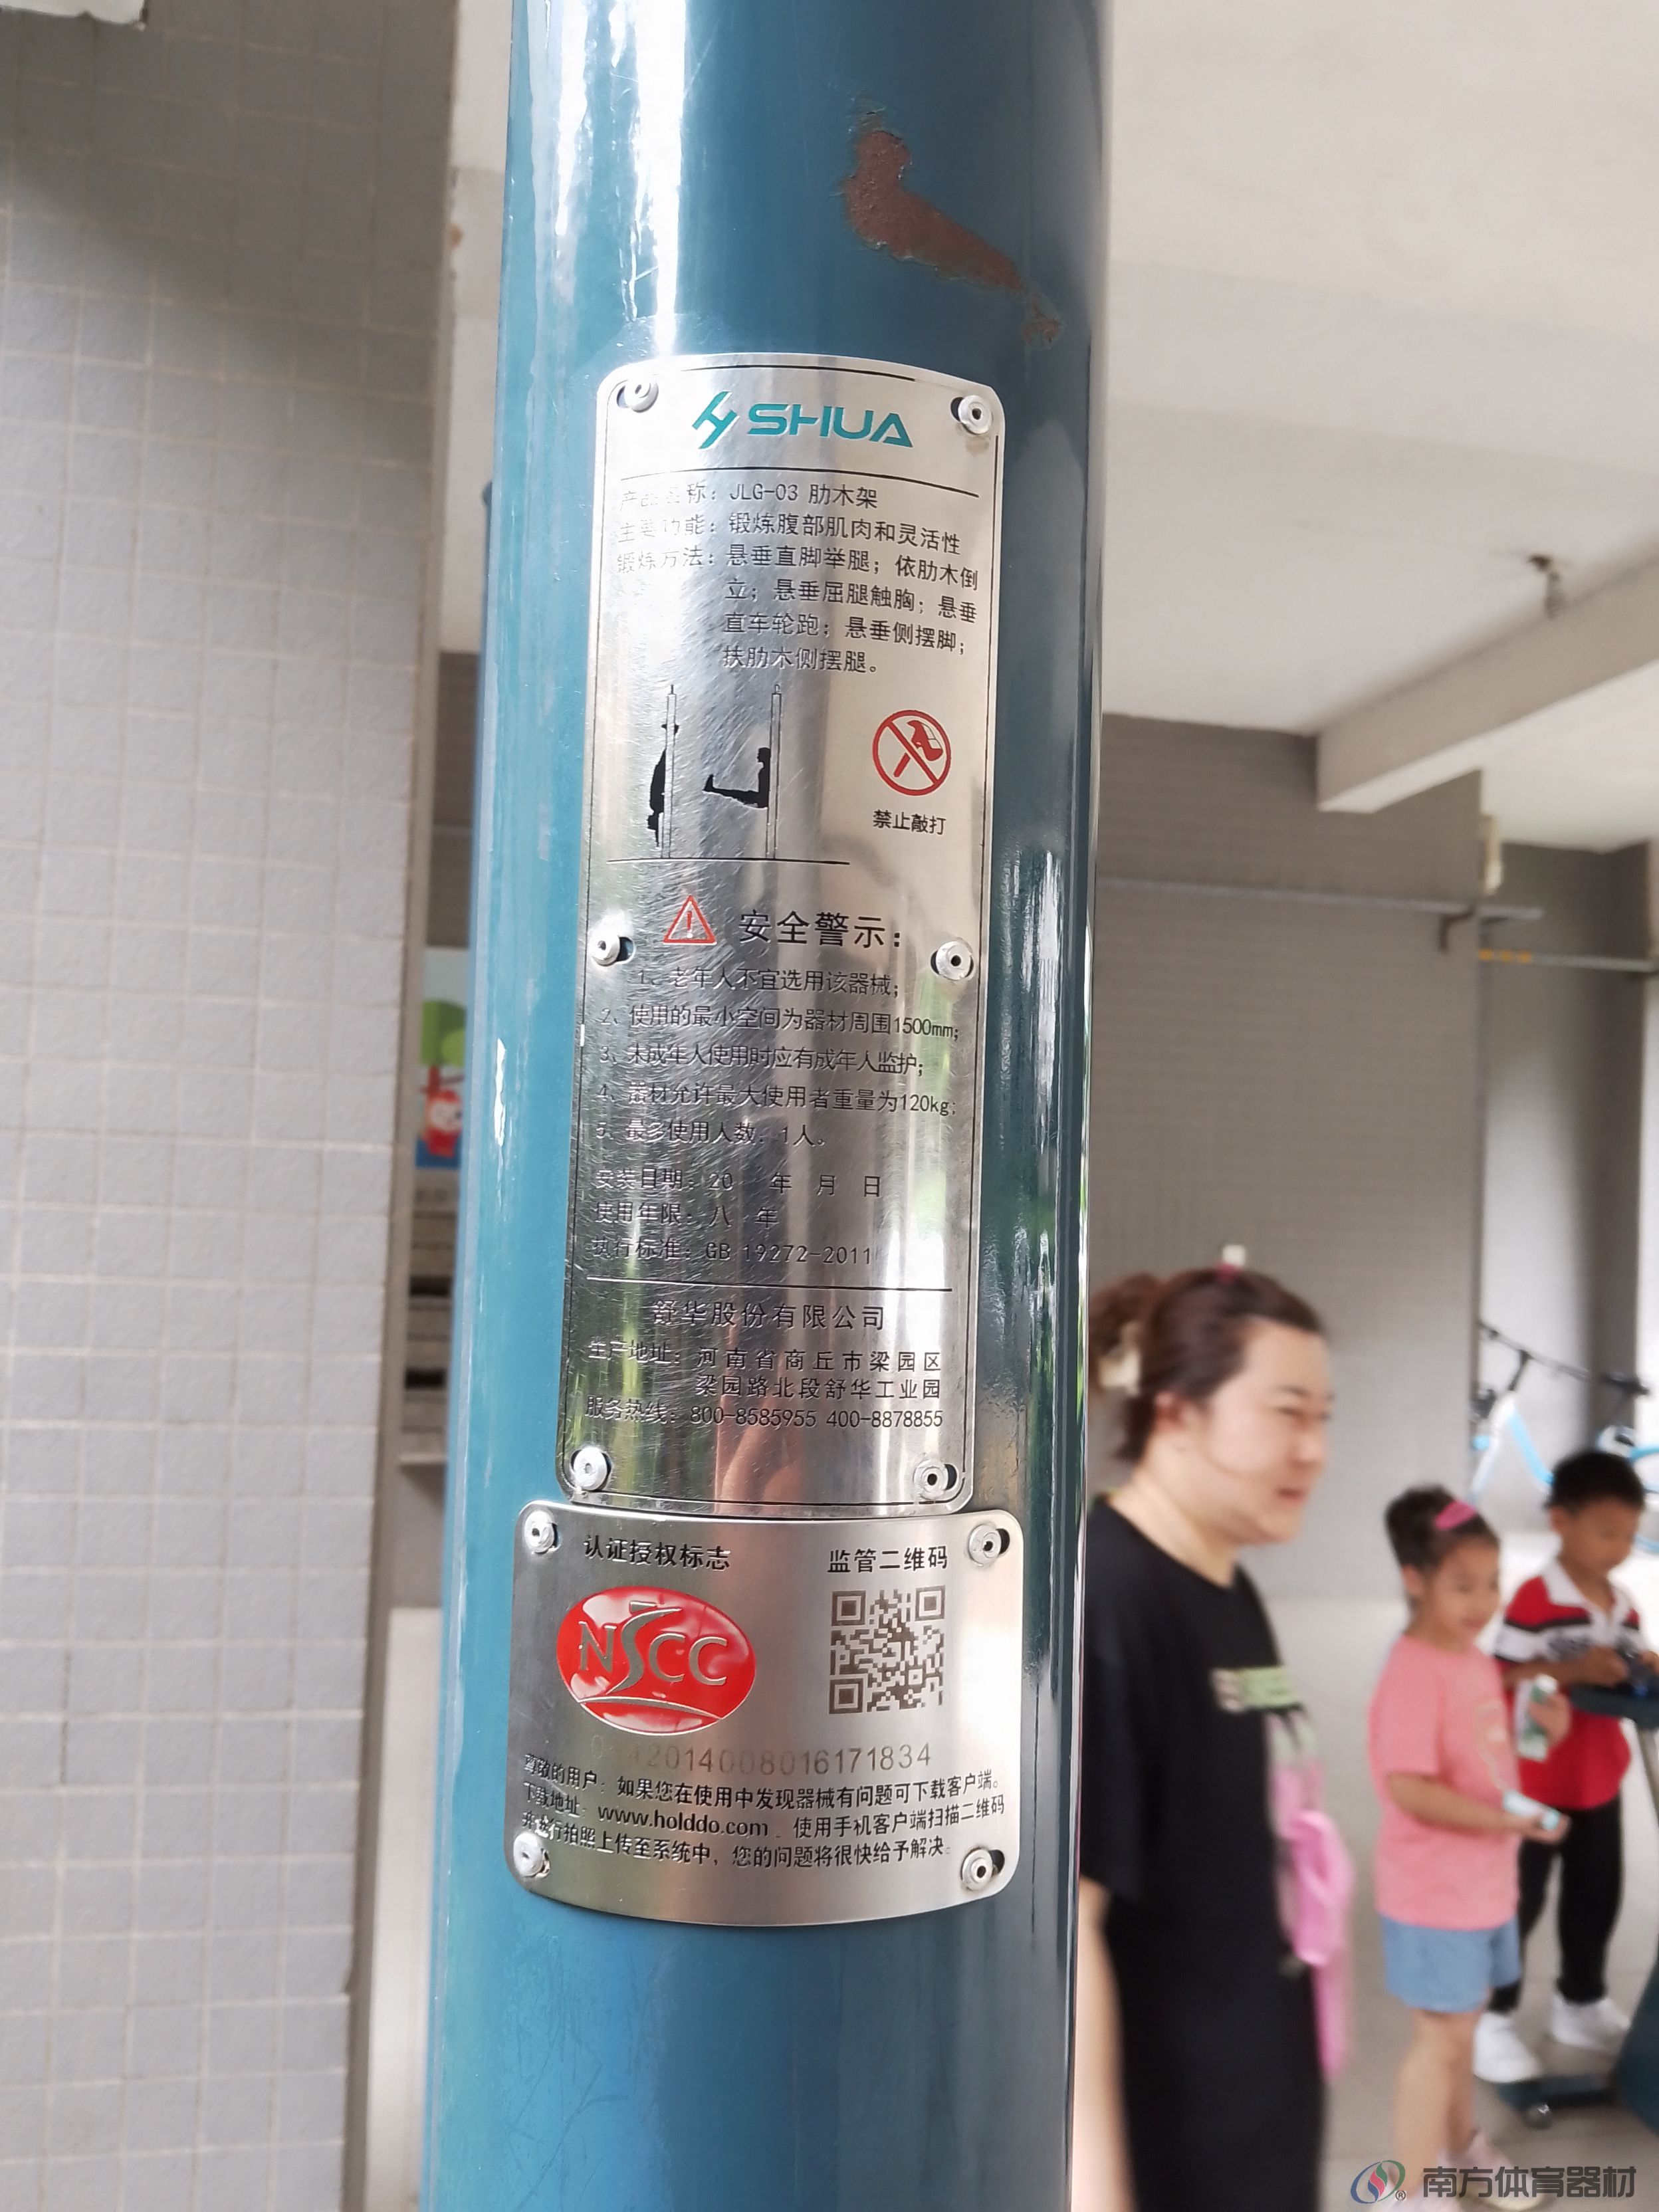 SHUA
产品名称：JLG-03 肋木架
主要功能：锻炼腹部肌肉和灵活性
锻炼方法：悬垂直脚举腿；依肋木倒
立；悬垂屈腿触胸；悬垂
直车轮跑；悬垂侧摆脚；
扶肋木侧摆腿。
禁止敲打
安全警示：
1、老年人不宜选用该器械；
2、使用的最小空间为器材周围1500mm；
3、未成年人使用时应有成年人监护；
4、器材允许最大使用者重量为120kg；
5、最多使用人数：1人。
安装日期：20 年 月 日
使用年限：八 年
执行标准：GB 19272-2011
舒华股份有限公司
生产地址：河南省商丘市梁园区
梁园路北段舒华工业园
服务热线：800-8585955 400-8878855
认证授权标志 监管二维码
NSCC
2014008016171834
尊敬的用户：如果您在使用中发现器械有问题可下载客户端。
下载地址：www.holddo.com 使用手机客户端扫描二维码
并进行拍照上传至系统中，您的问题将很快给予解决。
南方体育器材